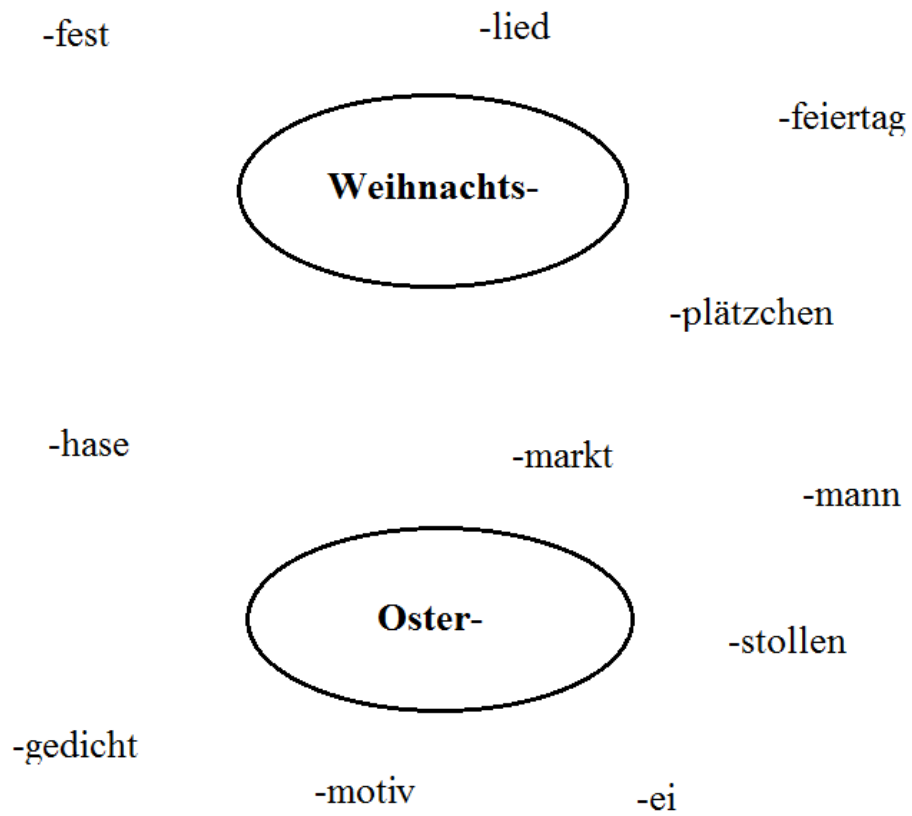 -fest
-lied
-feiertag
Weihnachts-
-plätzchen
-hase
-markt
-mann
Oster-
-stollen
-gedicht
-motiv
-ei